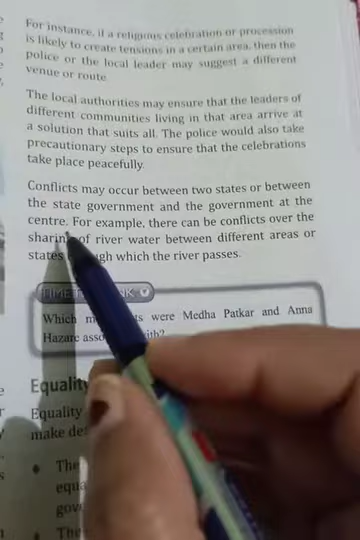 For instance, if a religious celebration or procession
is likely to create tensions in a certain area, then the
police or the local leader may suggest a different
venue or route.
The local authorities may ensure that the leaders of
different communities living in that area arrive at
a solution that suits all. The police would also take
precautionary steps to ensure that the celebrations
take place peacefully.
Conflicts may occur between two states or between
the state government and the government at the
centre. For example, there can be conflicts over the
sharing of river water between different areas or
states which the river passes.
TIME
Which were Medha Patkar and Anna
Hazare
Equality
Equality
make
The
The